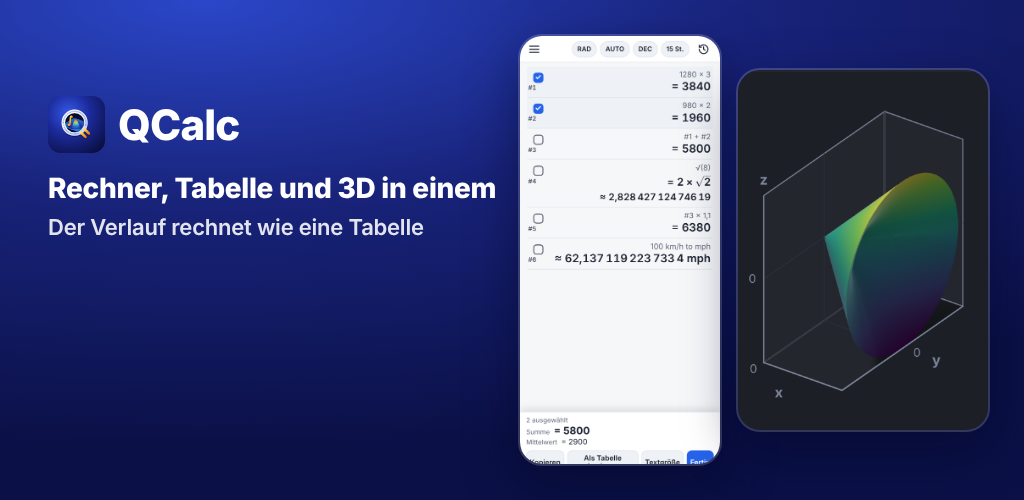 QCalc
Rechner, Tabelle und 3D in einem
Der Verlauf rechnet wie eine Tabelle
RAD AUTO DEC 15 St.
1280 × 3
#1 = 3840
980 × 2
#2 = 1960
#1 + #2
#3 = 5800
√(8)
#4 = 2 × √2
≈ 2,828 427 124 746 19
#3 × 1,1
#5 = 6380
100 km/h to mph
#6 ≈ 62,137 119 223 733 4 mph
2 ausgewählt
Summe = 5800
Mittelwert = 2900
Kopieren Als Tabelle Textgröße Fertig
z
0
0
x
0
y